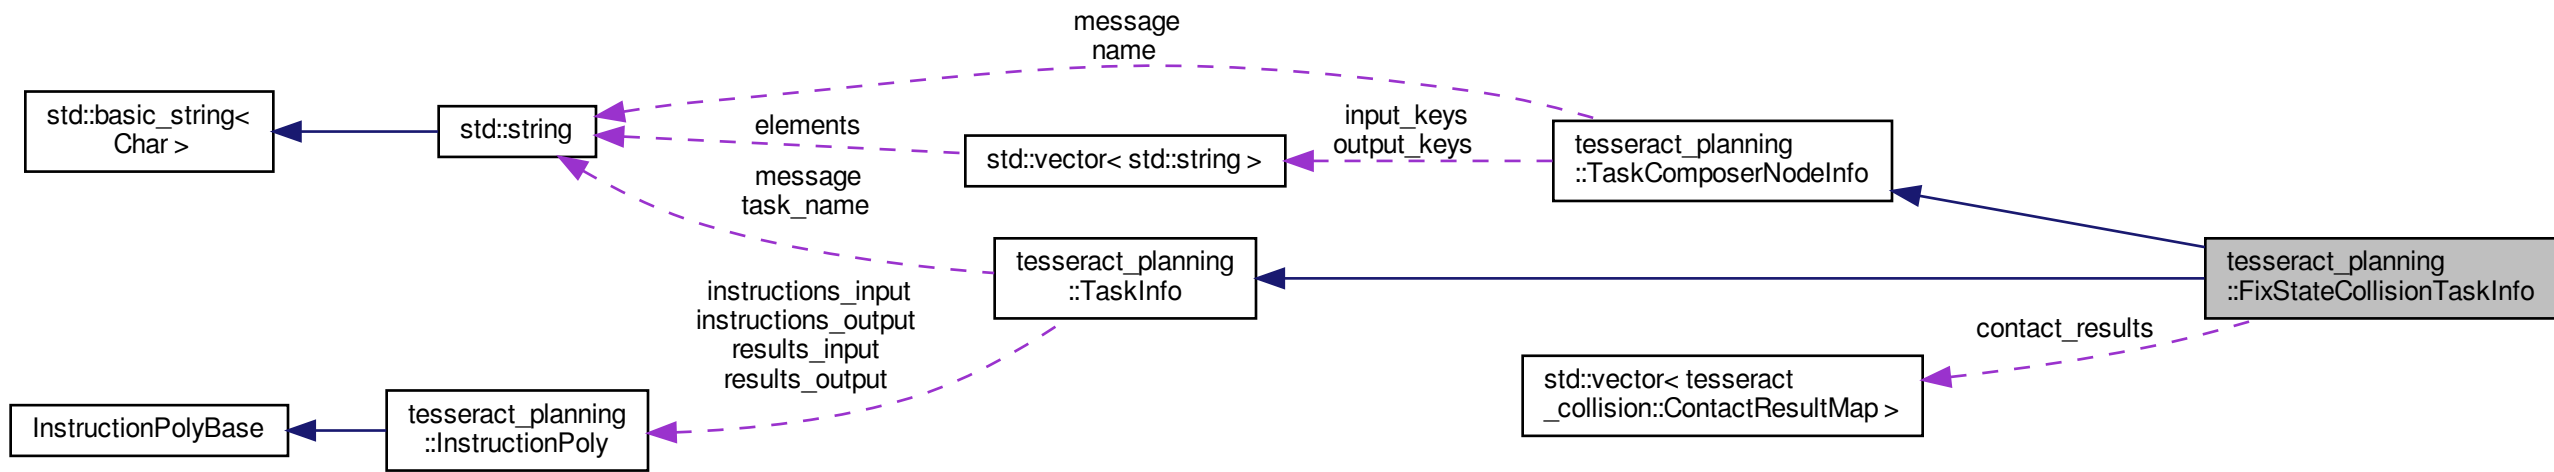 message
name
std::basic_string<
Char >
std::string
elements
input_keys
output_keys
std::vector< std::string >
tesseract_planning
::TaskComposerNodeInfo
message
task_name
tesseract_planning
::TaskInfo
tesseract_planning
::FixStateCollisionTaskInfo
instructions_input
instructions_output
results_input
results_output
contact_results
std::vector< tesseract
_collision::ContactResultMap >
InstructionPolyBase
tesseract_planning
::InstructionPoly